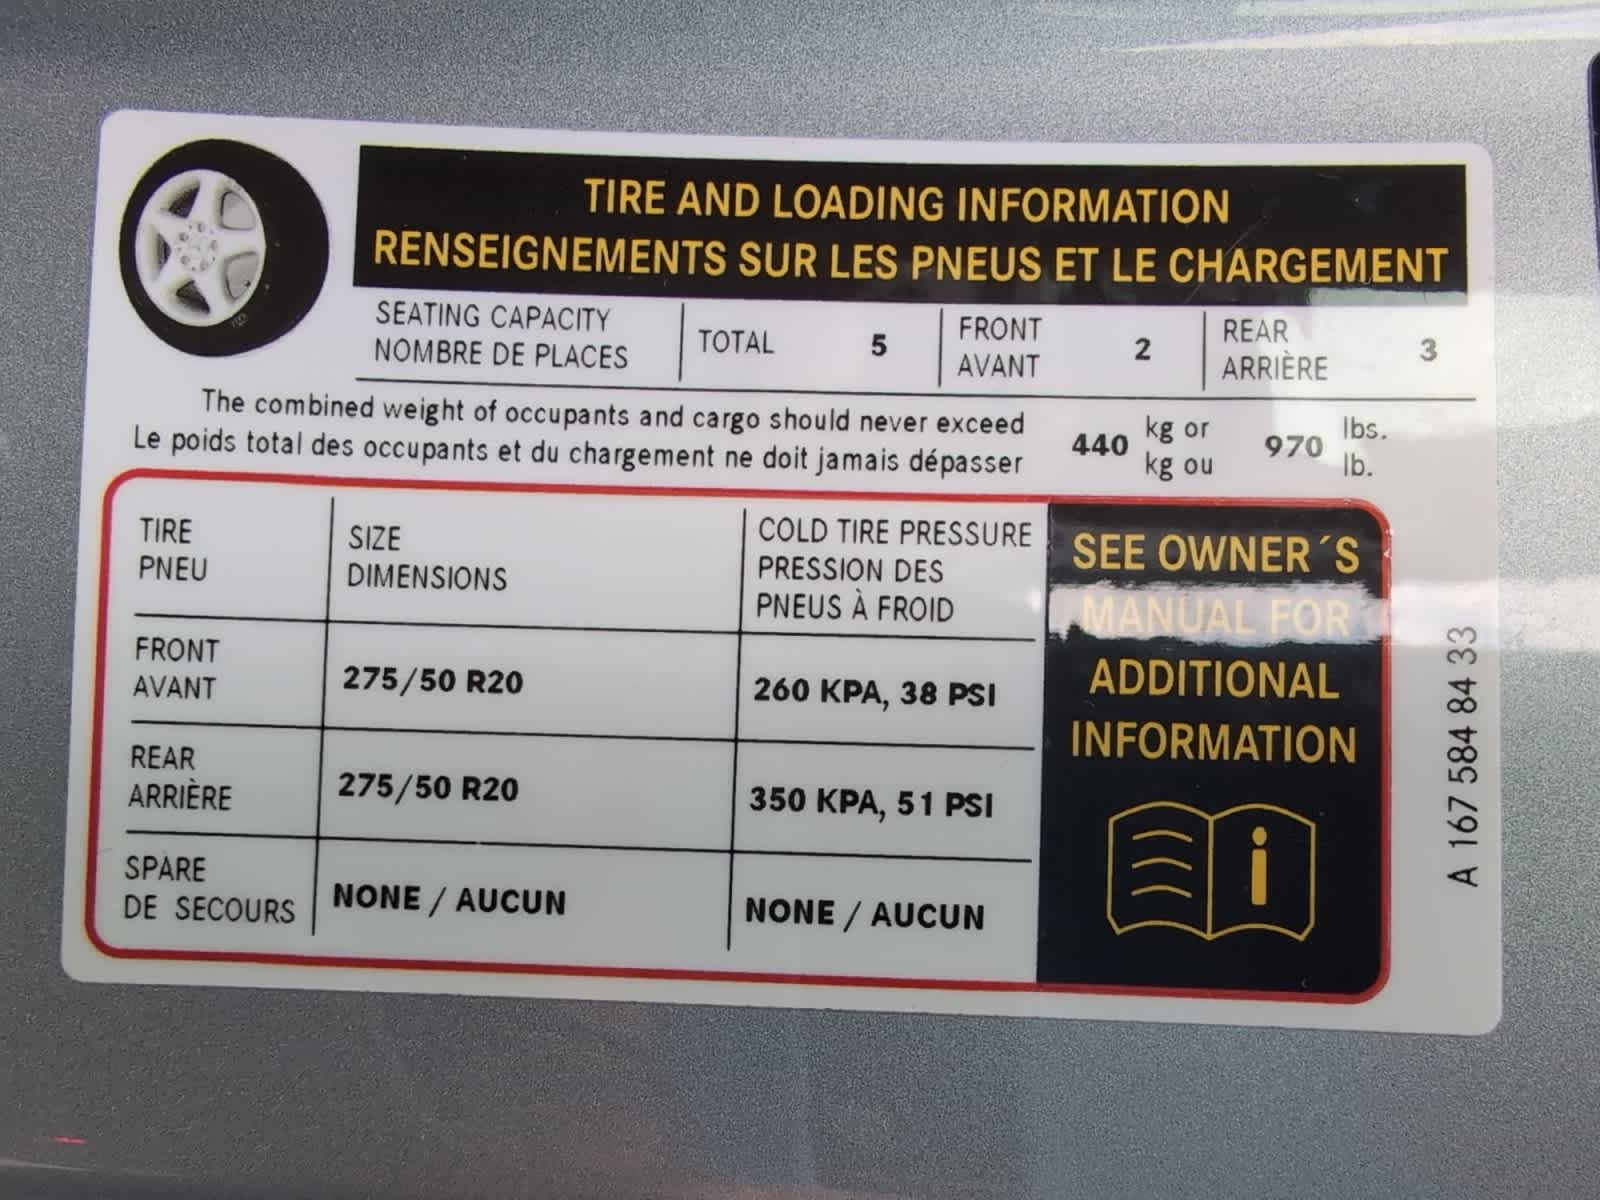 TIRE AND LOADING INFORMATION
RENSEIGNEMENTS SUR LES PNEUS ET LE CHARGEMENT
SEATING CAPACITY
NOMBRE DE PLACES
TOTAL 5
FRONT
AVANT
2
REAR
ARRIÈRE
3
The combined weight of occupants and cargo should never exceed
Le poids total des occupants et du chargement ne doit jamais dépasser
440
kg or
kg ou
970
lbs.
lb.
TIRE
PNEU
SIZE
DIMENSIONS
COLD TIRE PRESSURE
PRESSION DES
PNEUS À FROID
FRONT
AVANT
275/50 R20
260 KPA, 38 PSI
REAR
ARRIÈRE
275/50 R20
350 KPA, 51 PSI
SPARE
DE SECOURS
NONE / AUCUN
NONE / AUCUN
SEE OWNER´S
MANUAL FOR
ADDITIONAL
INFORMATION
i
A 167 584 84 33